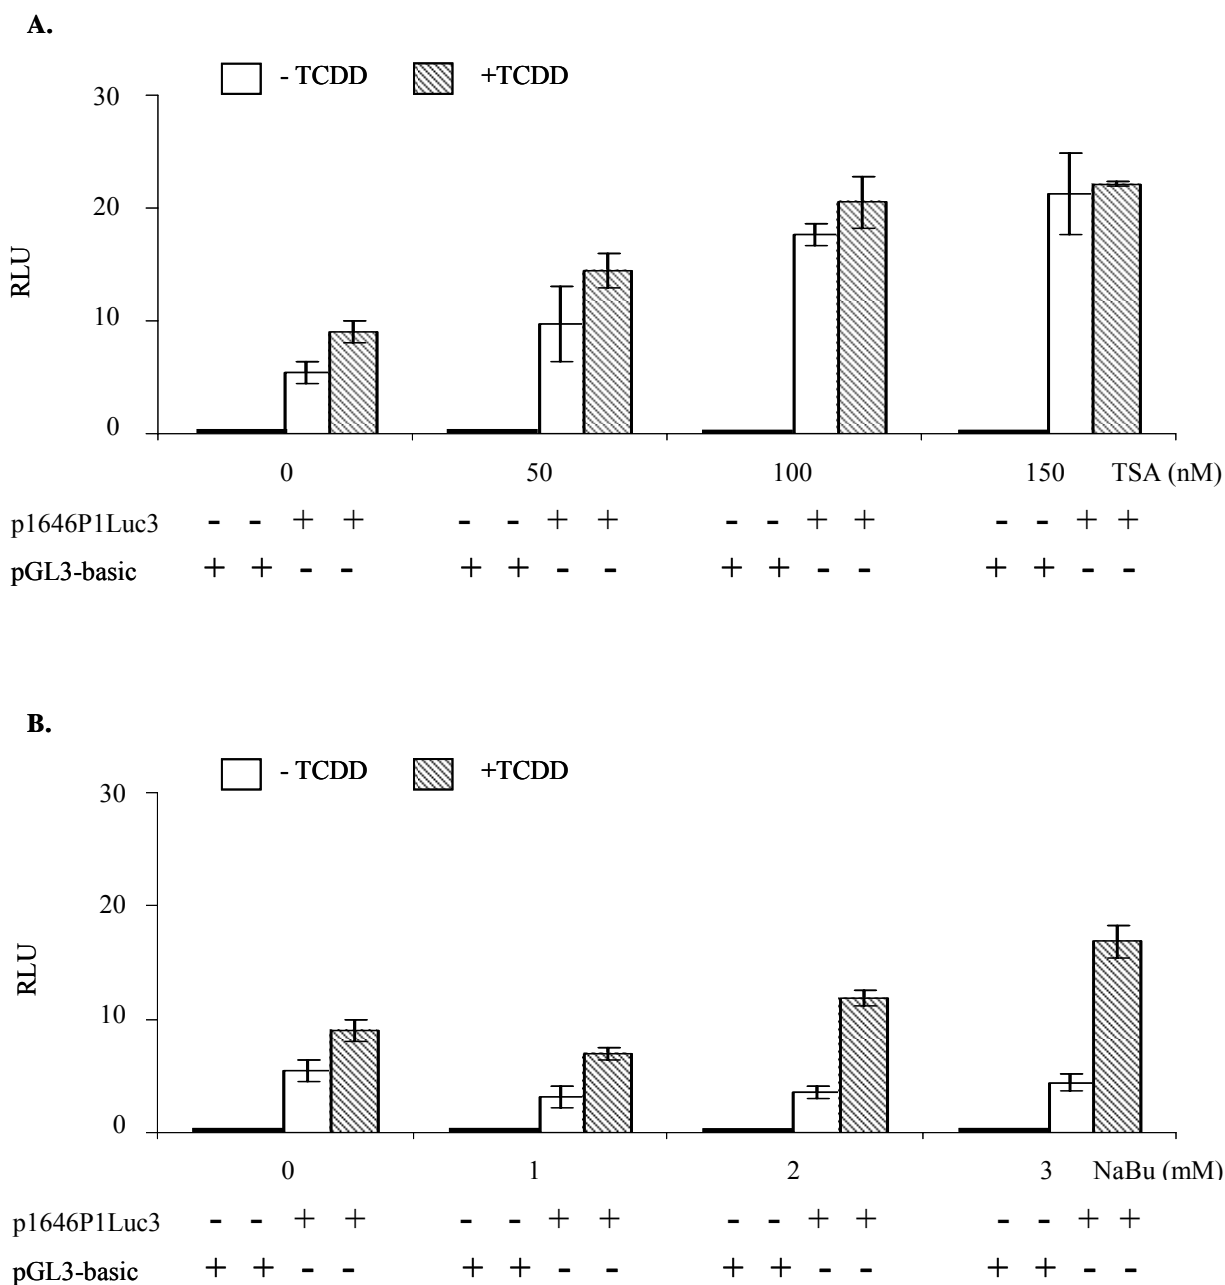 A.
- TCDD +TCDD
30
20
10
0
RLU
0 50 100 150 TSA (nM)
p1646P1Luc3 - - + + - - + + - - + + - - + +
pGL3-basic + + - - + + - - + + - - + + - -
B.
- TCDD +TCDD
30
20
10
0
RLU
0 1 2 3 NaBu (mM)
p1646P1Luc3 - - + + - - + + - - + + - - + +
pGL3-basic + + - - + + - - + + - - + + - -